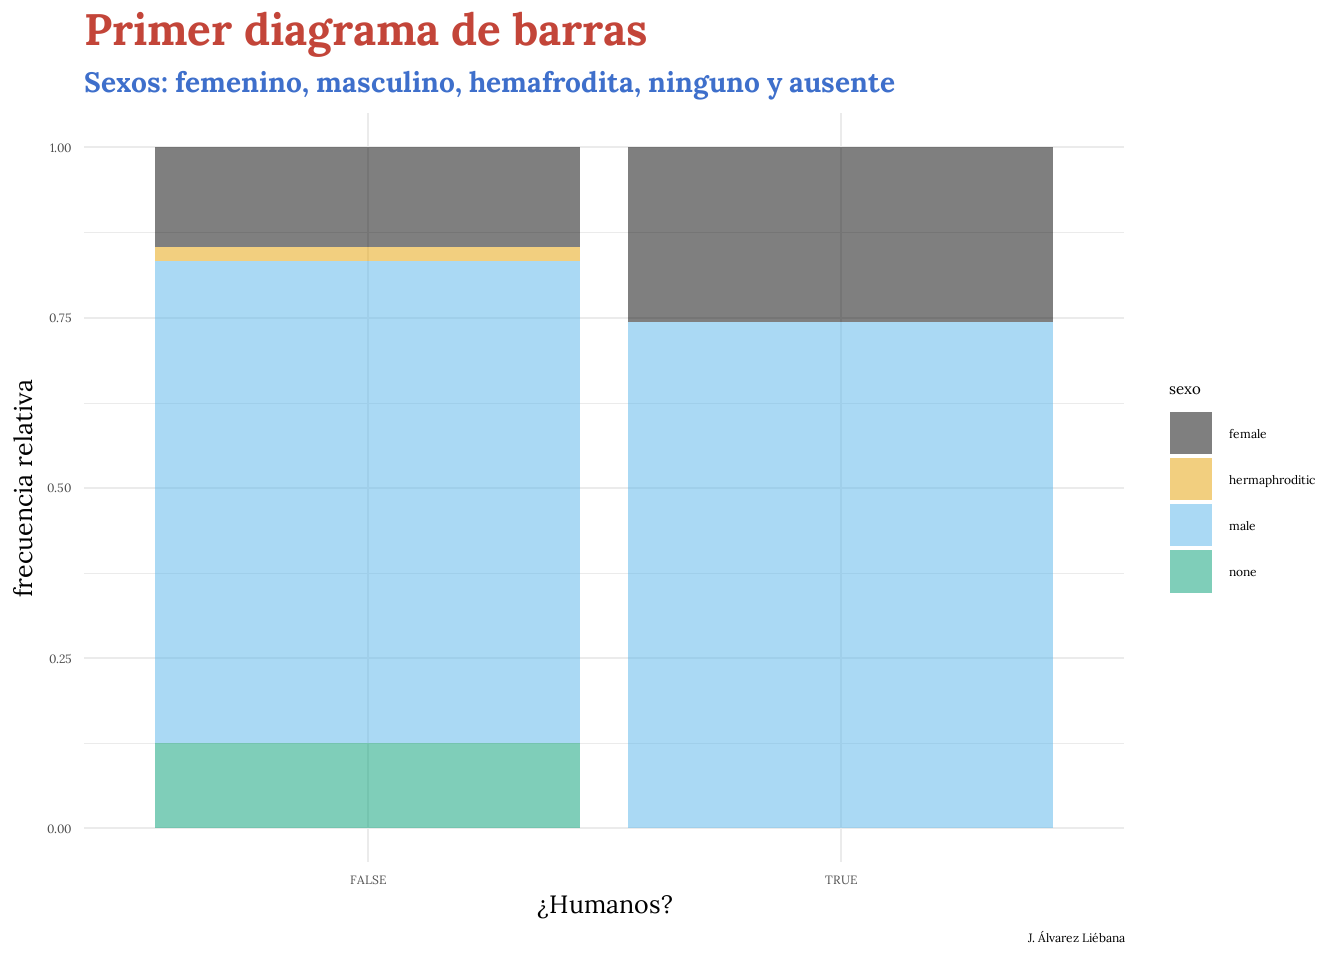 Primer diagrama de barras
Sexos: femenino, masculino, hemafrodita, ninguno y ausente
1.00
0.75
0.50
0.25
0.00
frecuencia relativa
FALSE
TRUE
¿Humanos?
sexo
female
hermaphroditic
male
none
J. Álvarez Liébana